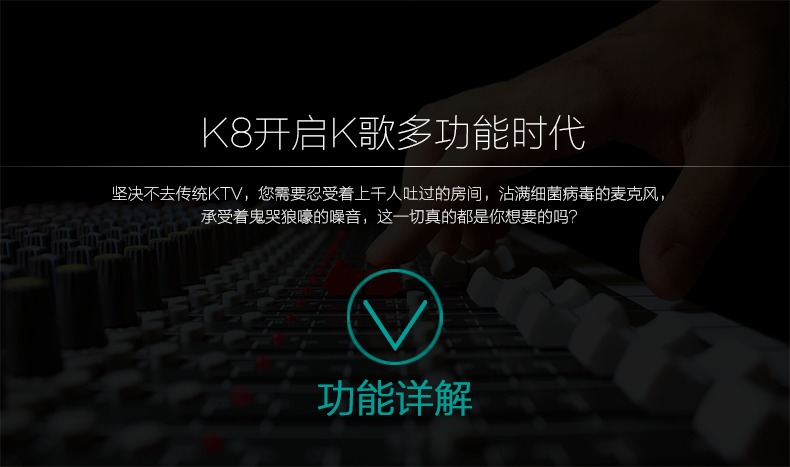 K8开启K歌多功能时代
坚决不去传统KTV，您需要忍受着上千人吐过的房间，沾满细菌病毒的麦克风，
承受着鬼哭狼嚎的噪音，这一切真的都是你想要的吗？
功能详解